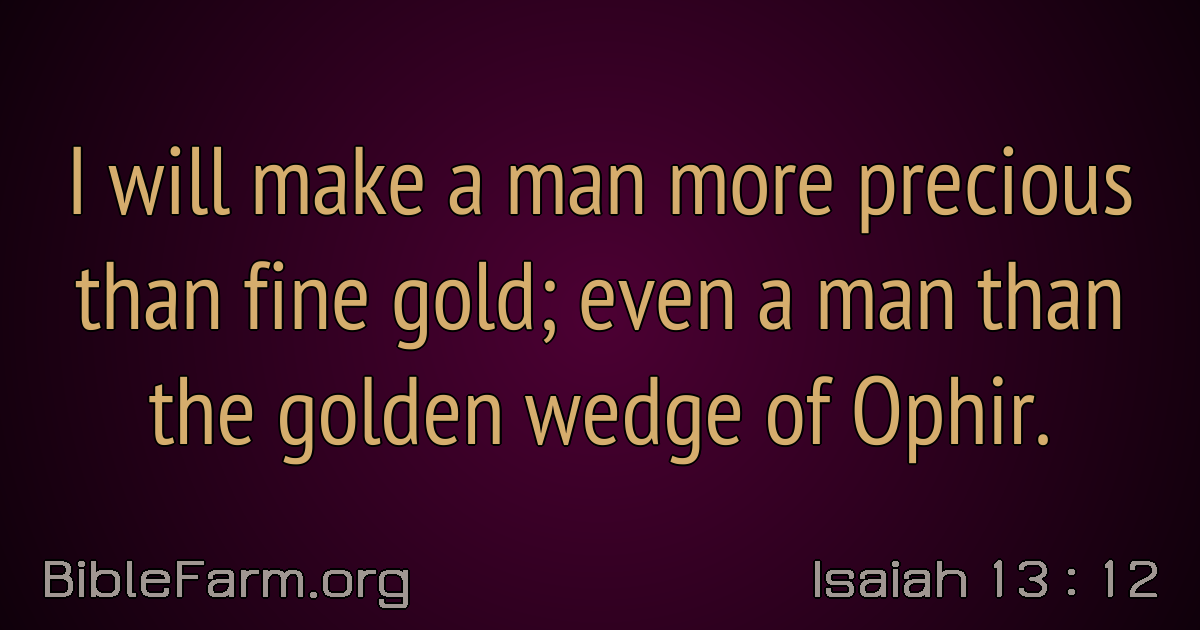 I will make a man more precious
than fine gold; even a man than
the golden wedge of Ophir.
BibleFarm.org
Isaiah 13 : 12